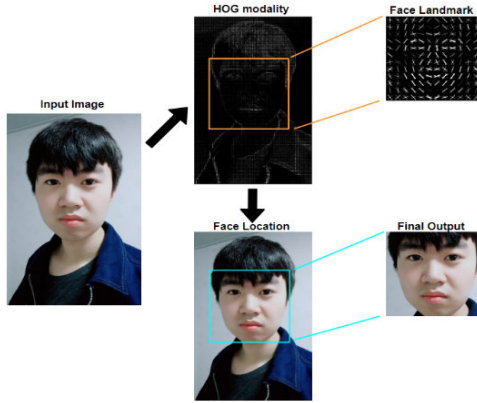 HOG modality
Face Landmark
Input Image
Face Location
Final Output